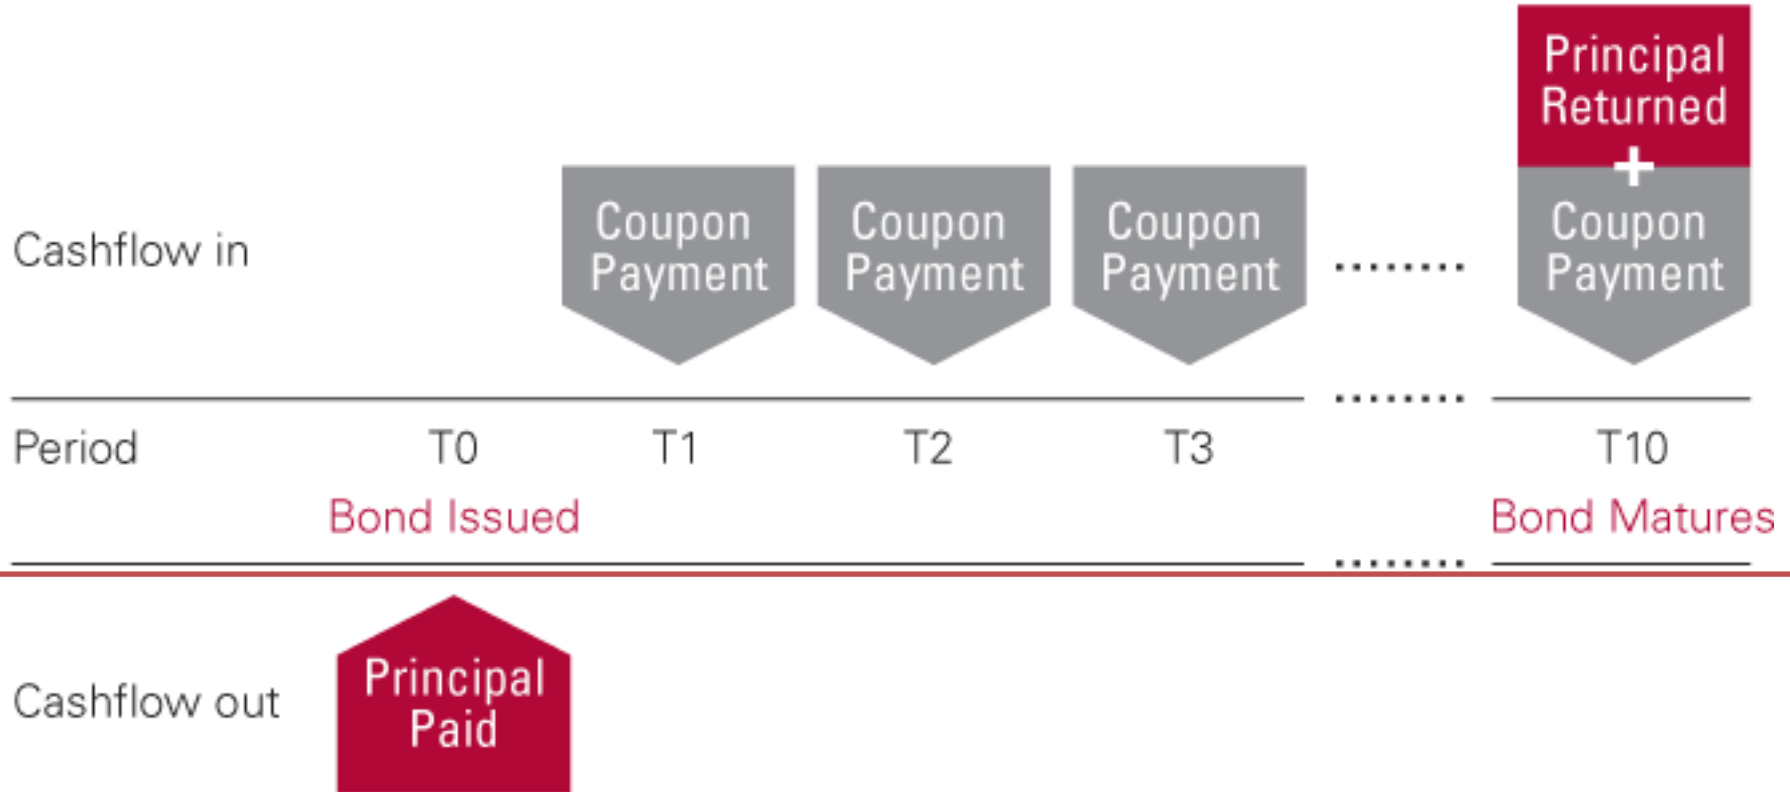 Principal
Returned
+
Cashflow in
Coupon
Payment
Coupon
Payment
Coupon
Payment
........
Coupon
Payment
........
Period T0 T1 T2 T3 T10
Bond Issued Bond Matures
........
Cashflow out
Principal
Paid